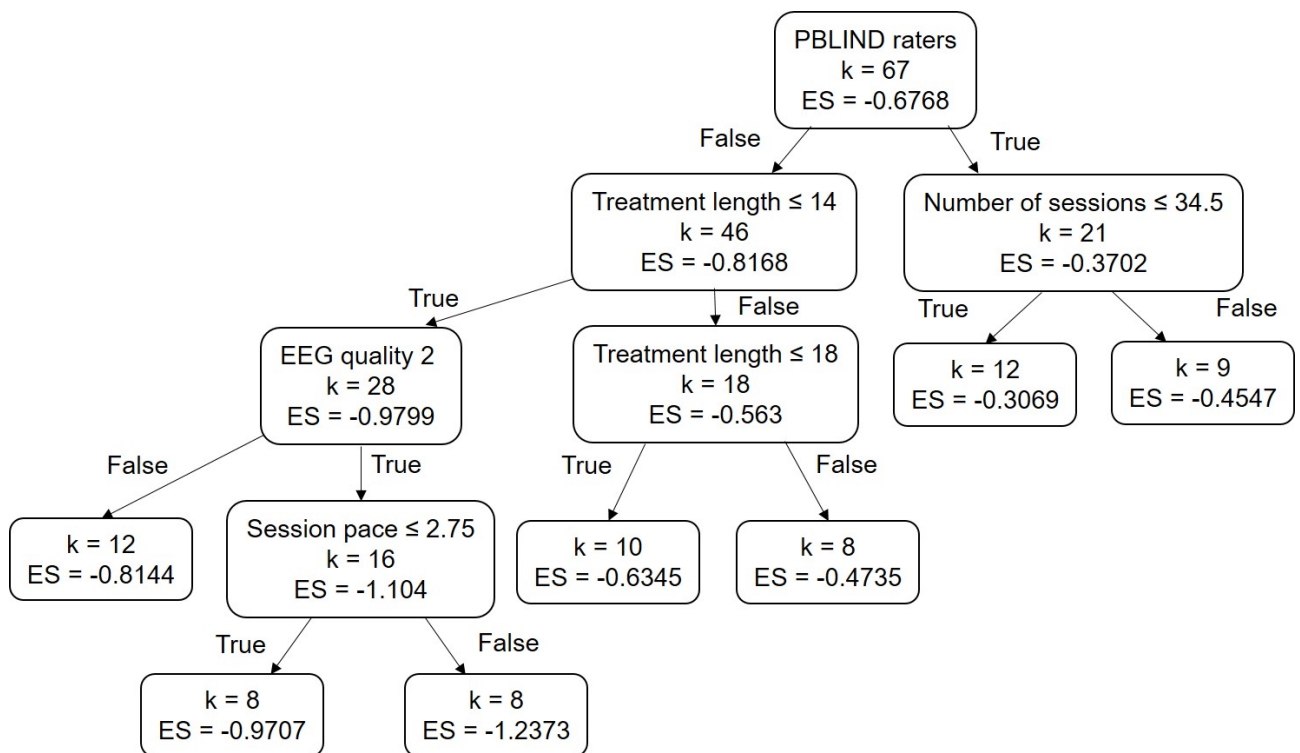 PBLIND raters
k = 67
ES = -0.6768
False
True
Treatment length ≤ 14
k = 46
ES = -0.8168
Number of sessions ≤ 34.5
k = 21
ES = -0.3702
True
False
True
False
EEG quality 2
k = 28
ES = -0.9799
Treatment length ≤ 18
k = 18
ES = -0.563
k = 12
ES = -0.3069
k = 9
ES = -0.4547
False
True
True
False
k = 12
ES = -0.8144
Session pace ≤ 2.75
k = 16
ES = -1.104
k = 10
ES = -0.6345
k = 8
ES = -0.4735
True
False
k = 8
ES = -0.9707
k = 8
ES = -1.2373